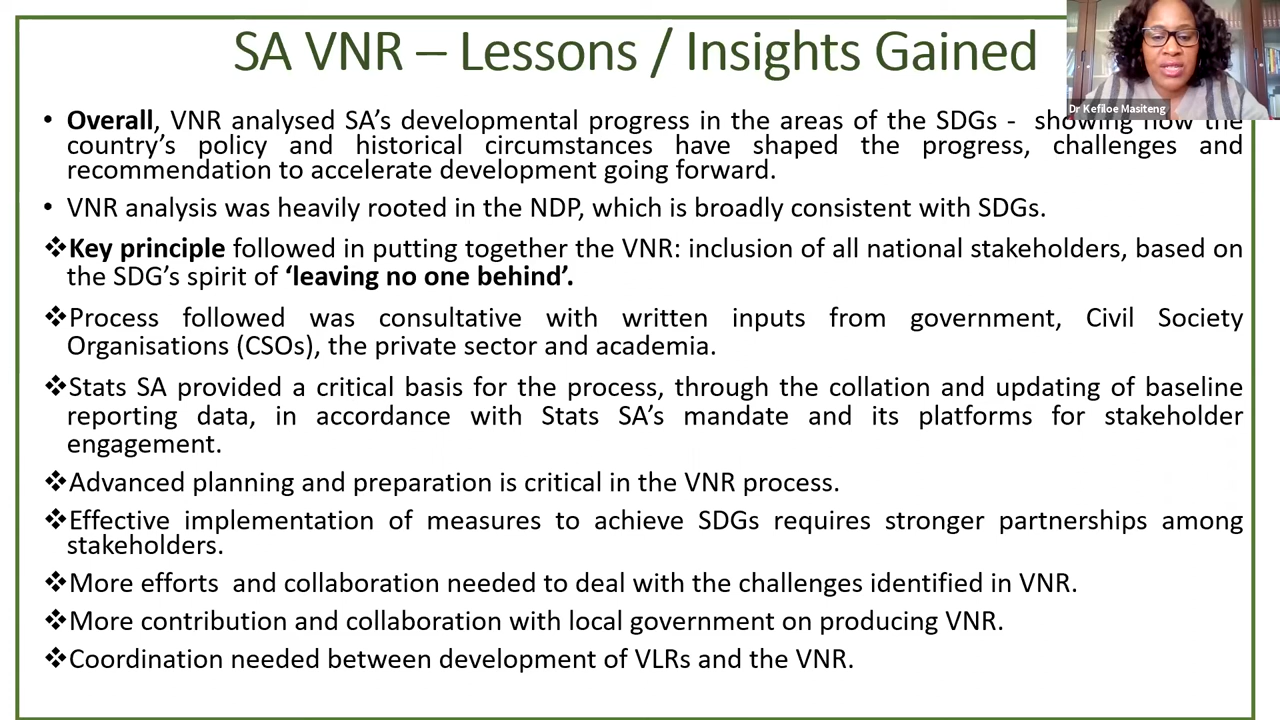 SA VNR – Lessons / Insights Gained
Dr Kefiloe Masiteng
• Overall, VNR analysed SA's developmental progress in the areas of the SDGs - showing how the
country's policy and historical circumstances have shaped the progress, challenges and
recommendation to accelerate development going forward.
• VNR analysis was heavily rooted in the NDP, which is broadly consistent with SDGs.
❖Key principle followed in putting together the VNR: inclusion of all national stakeholders, based on
the SDG's spirit of 'leaving no one behind'.
❖Process followed was consultative with written inputs from government, Civil Society
Organisations (CSOs), the private sector and academia.
❖Stats SA provided a critical basis for the process, through the collation and updating of baseline
reporting data, in accordance with Stats SA's mandate and its platforms for stakeholder
engagement.
❖Advanced planning and preparation is critical in the VNR process.
❖Effective implementation of measures to achieve SDGs requires stronger partnerships among
stakeholders.
❖More efforts  and collaboration needed to deal with the challenges identified in VNR.
❖More contribution and collaboration with local government on producing VNR.
❖Coordination needed between development of VLRs and the VNR.